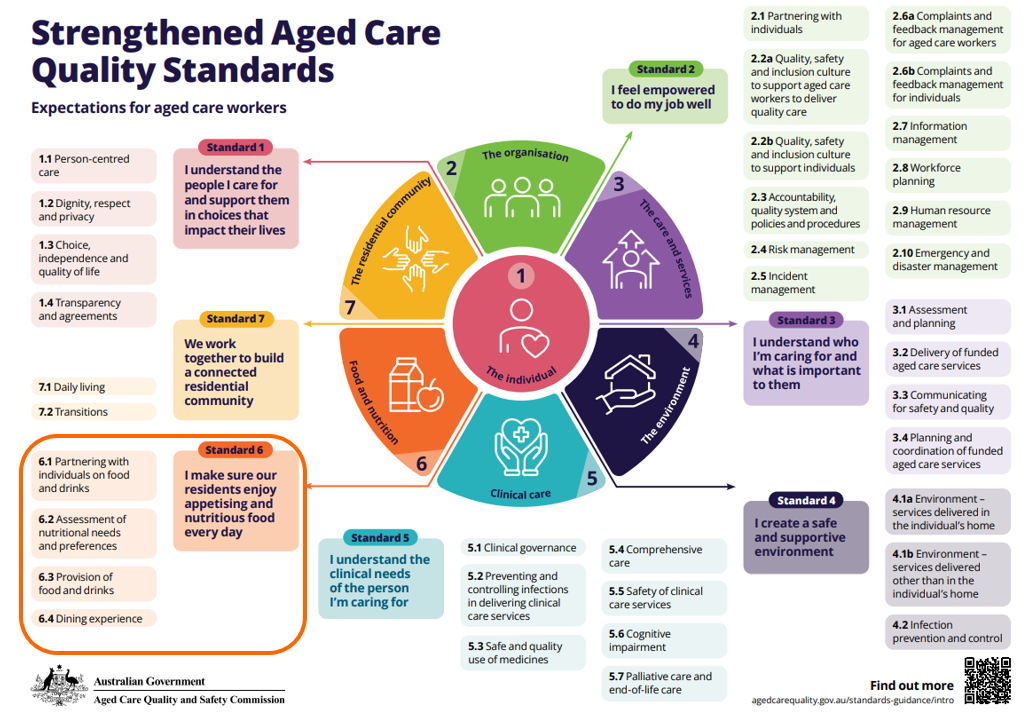 Strengthened Aged Care
Quality Standards
Expectations for aged care workers
Standard 1
I understand the
people I care for
and support them
in choices that
impact their lives
1.1 Person-centred
care
1.2 Dignity, respect
and privacy
1.3 Choice,
independence and
quality of life
1.4 Transparency
and agreements
Standard 7
We work
together to build
a connected
residential
community
7.1 Daily living
7.2 Transitions
Standard 6
I make sure our
residents enjoy
appetising and
nutritious food
every day
6.1 Partnering with
individuals on food
and drinks
6.2 Assessment of
nutritional needs
and preferences
6.3 Provision of
food and drinks
6.4 Dining experience
1
The individual
2
The organisation
3
The care and services
4
The environment
5
Clinical care
6
Food and nutrition
7
The residential community
Standard 2
I feel empowered
to do my job well
2.1 Partnering with
individuals
2.2a Quality, safety
and inclusion culture
to support aged care
workers to deliver
quality care
2.2b Quality, safety
and inclusion culture
to support individuals
2.3 Accountability,
quality system and
policies and procedures
2.4 Risk management
2.5 Incident
management
2.6a Complaints and
feedback management
for aged care workers
2.6b Complaints and
feedback management
for individuals
2.7 Information
management
2.8 Workforce
planning
2.9 Human resource
management
2.10 Emergency and
disaster management
Standard 3
I understand who
I'm caring for and
what is important
to them
3.1 Assessment
and planning
3.2 Delivery of funded
aged care services
3.3 Communicating
for safety and quality
3.4 Planning and
coordination of funded
aged care services
Standard 4
I create a safe
and supportive
environment
4.1a Environment –
services delivered in
the individual's home
4.1b Environment –
services delivered
other than in the
individual's home
4.2 Infection
prevention and control
Standard 5
I understand the
clinical needs
of the person
I'm caring for
5.1 Clinical governance
5.2 Preventing and
controlling infections
in delivering clinical
care services
5.3 Safe and quality
use of medicines
5.4 Comprehensive
care
5.5 Safety of clinical
care services
5.6 Cognitive
impairment
5.7 Palliative care and
end-of-life care
Australian Government
Aged Care Quality and Safety Commission
Find out more
agedcarequality.gov.au/standards-guidance/intro